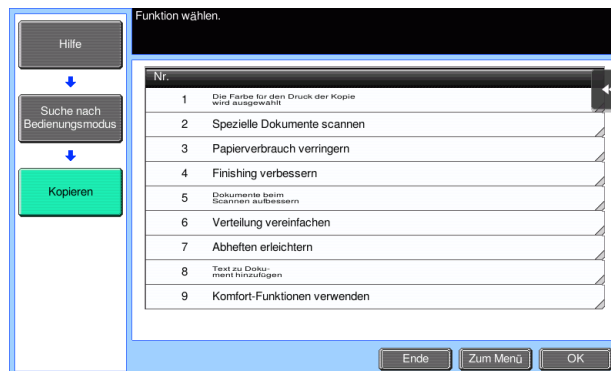 Funktion wählen.
Hilfe
Suche nach
Bedienungsmodus
Kopieren
Nr.
1 Die Farbe für den Druck der Kopie
wird ausgewählt
2 Spezielle Dokumente scannen
3 Papierverbrauch verringern
4 Finishing verbessern
5 Dokumente beim
Scannen aufbessern
6 Verteilung vereinfachen
7 Abheften erleichtern
8 Text zu Doku-
ment hinzufügen
9 Komfort-Funktionen verwenden
Ende Zum Menü OK